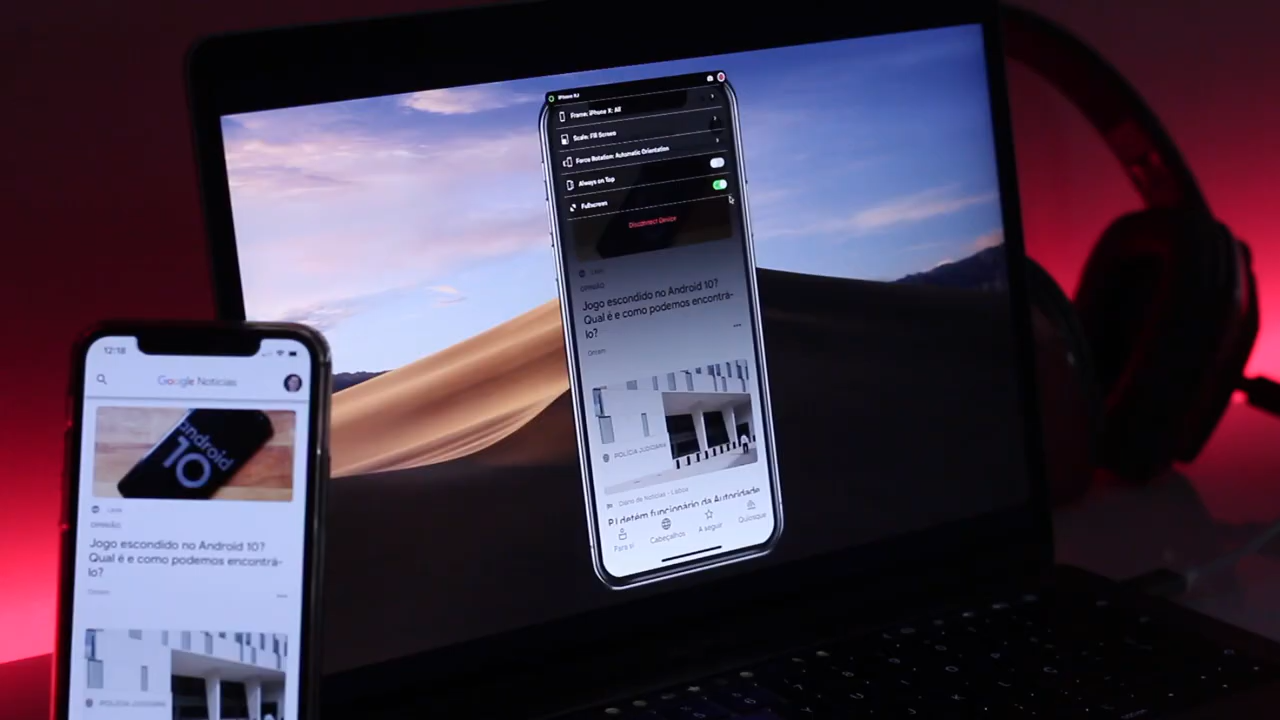 12:18
Google Notícias
android
10
OPINIÃO
Jogo escondido no Android 10?
Qual é e como podemos encontrá-
lo?
POLÍCIA JUDICIÁRIA
Frame: iPhone X: All
Scale: Fill Screen
Force Rotation: Automatic Orientation
Always on Top
Fullscreen
Disconnect Device
OPINIÃO
Jogo escondido no Android 10?
Qual é e como podemos encontrá-
lo?
POLÍCIA JUDICIÁRIA
Diário de Notícias - Lisboa
PJ detém funcionário da Autoridade
Para si
Cabeçalhos
A seguir
Quiosque